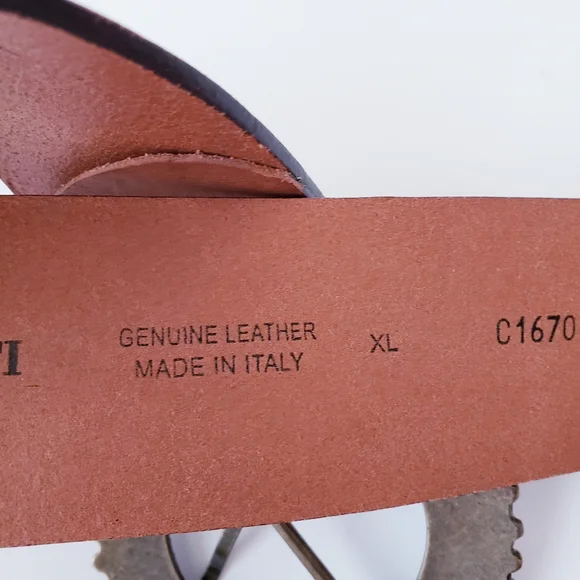 GENUINE LEATHER
MADE IN ITALY
XL
C1670